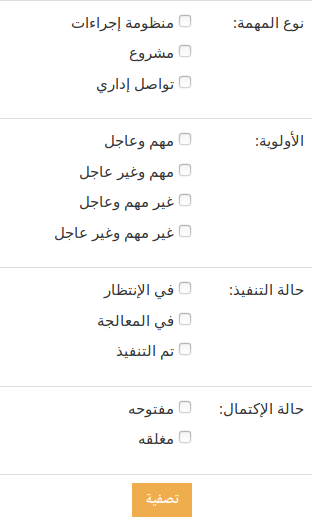 نوع المهمة: منظومة إجراءات
مشروع
تواصل إداري
الأولوية: مهم وعاجل
مهم وغير عاجل
غير مهم وعاجل
غير مهم وغير عاجل
حالة التنفيذ: في الإنتظار
في المعالجة
تم التنفيذ
حالة الإكتمال: مفتوحه
مغلقه
تصفية